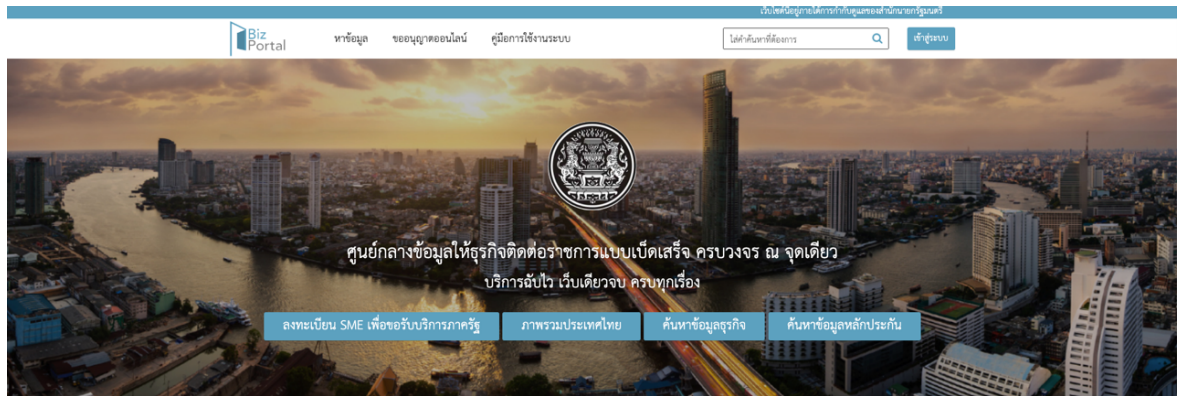 เว็บไซต์นี้อยู่ภายใต้การกำกับดูแลของสำนักนายกรัฐมนตรี
Biz
Portal
หาข้อมูล ขออนุญาตออนไลน์ คู่มือการใช้งานระบบ ใส่คำค้นหาที่ต้องการ เข้าสู่ระบบ
ศูนย์กลางข้อมูลให้ธุรกิจติดต่อราชการแบบเบ็ดเสร็จ ครบวงจร ณ จุดเดียว
บริการฉับไว เว็บเดียวจบ ครบทุกเรื่อง
ลงทะเบียน SME เพื่อขอรับบริการภาครัฐ ภาพรวมประเทศไทย ค้นหาข้อมูลธุรกิจ ค้นหาข้อมูลหลักประกัน